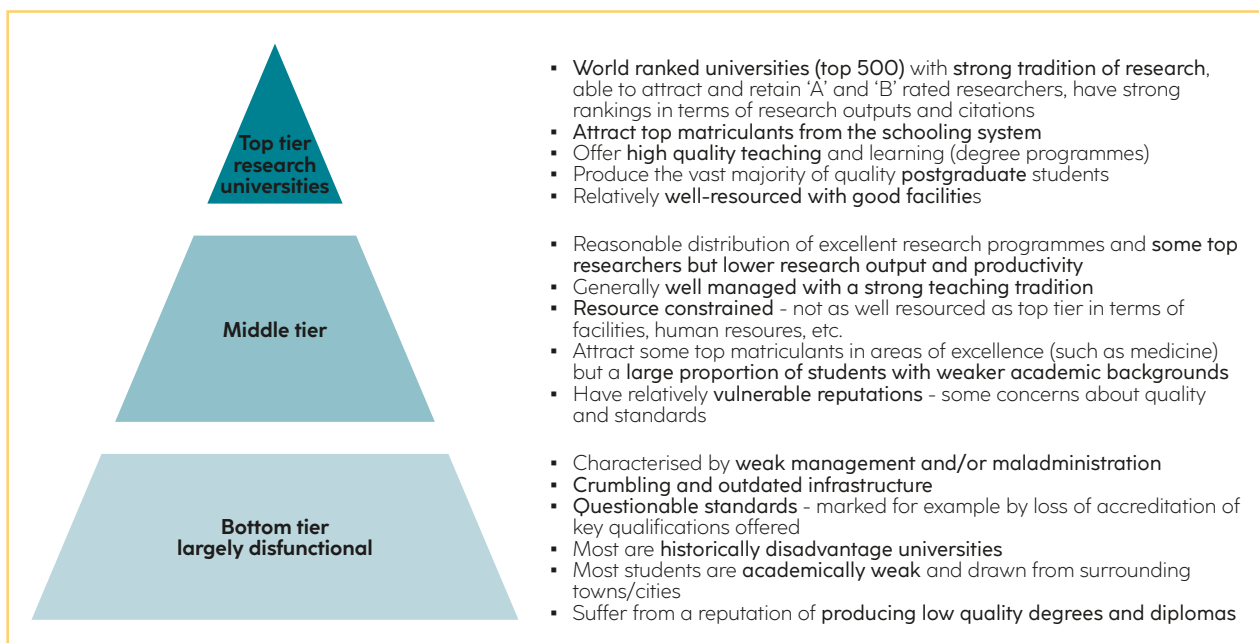 Top tier
research
universities
▪ World ranked universities (top 500) with strong tradition of research,
able to attract and retain ‘A’ and ‘B’ rated researchers, have strong
rankings in terms of research outputs and citations
▪ Attract top matriculants from the schooling system
▪ Offer high quality teaching and learning (degree programmes)
▪ Produce the vast majority of quality postgraduate students
▪ Relatively well-resourced with good facilities
Middle tier
▪ Reasonable distribution of excellent research programmes and some top
researchers but lower research output and productivity
▪ Generally well managed with a strong teaching tradition
▪ Resource constrained - not as well resourced as top tier in terms of
facilities, human resoures, etc.
▪ Attract some top matriculants in areas of excellence (such as medicine)
but a large proportion of students with weaker academic backgrounds
▪ Have relatively vulnerable reputations - some concerns about quality
and standards
Bottom tier
largely disfunctional
▪ Characterised by weak management and/or maladministration
▪ Crumbling and outdated infrastructure
▪ Questionable standards - marked for example by loss of accreditation of
key qualifications offered
▪ Most are historically disadvantage universities
▪ Most students are academically weak and drawn from surrounding
towns/cities
▪ Suffer from a reputation of producing low quality degrees and diplomas